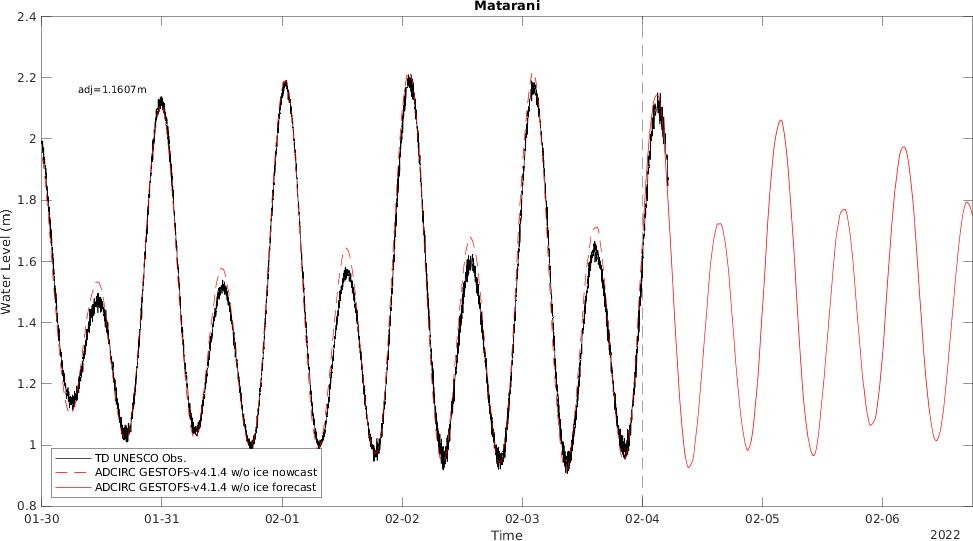 Matarani
2.4
2.2
2
1.8
1.6
1.4
1.2
1
0.8
Water Level (m)
adj=1.1607m
TD UNESCO Obs.
ADCIRC GESTOFS-v4.1.4 w/o ice nowcast
ADCIRC GESTOFS-v4.1.4 w/o ice forecast
01-30 01-31 02-01 02-02 02-03 02-04 02-05 02-06
Time
2022